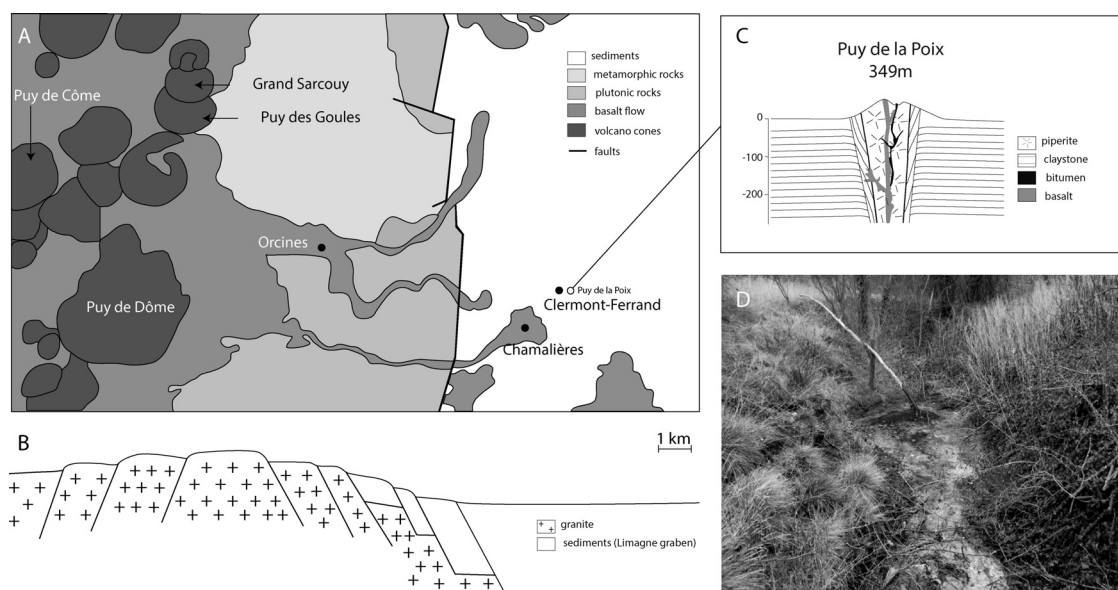 A
Puy de Côme
Grand Sarcouy
Puy des Goules
Orcines
Puy de Dôme
Puy de la Poix
Clermont-Ferrand
Chamalières
sediments
metamorphic rocks
plutonic rocks
basalt flow
volcano cones
faults
B
1 km
granite
sediments (Limagne graben)
C
Puy de la Poix
349m
0
-100
-200
piperite
claystone
bitumen
basalt
D